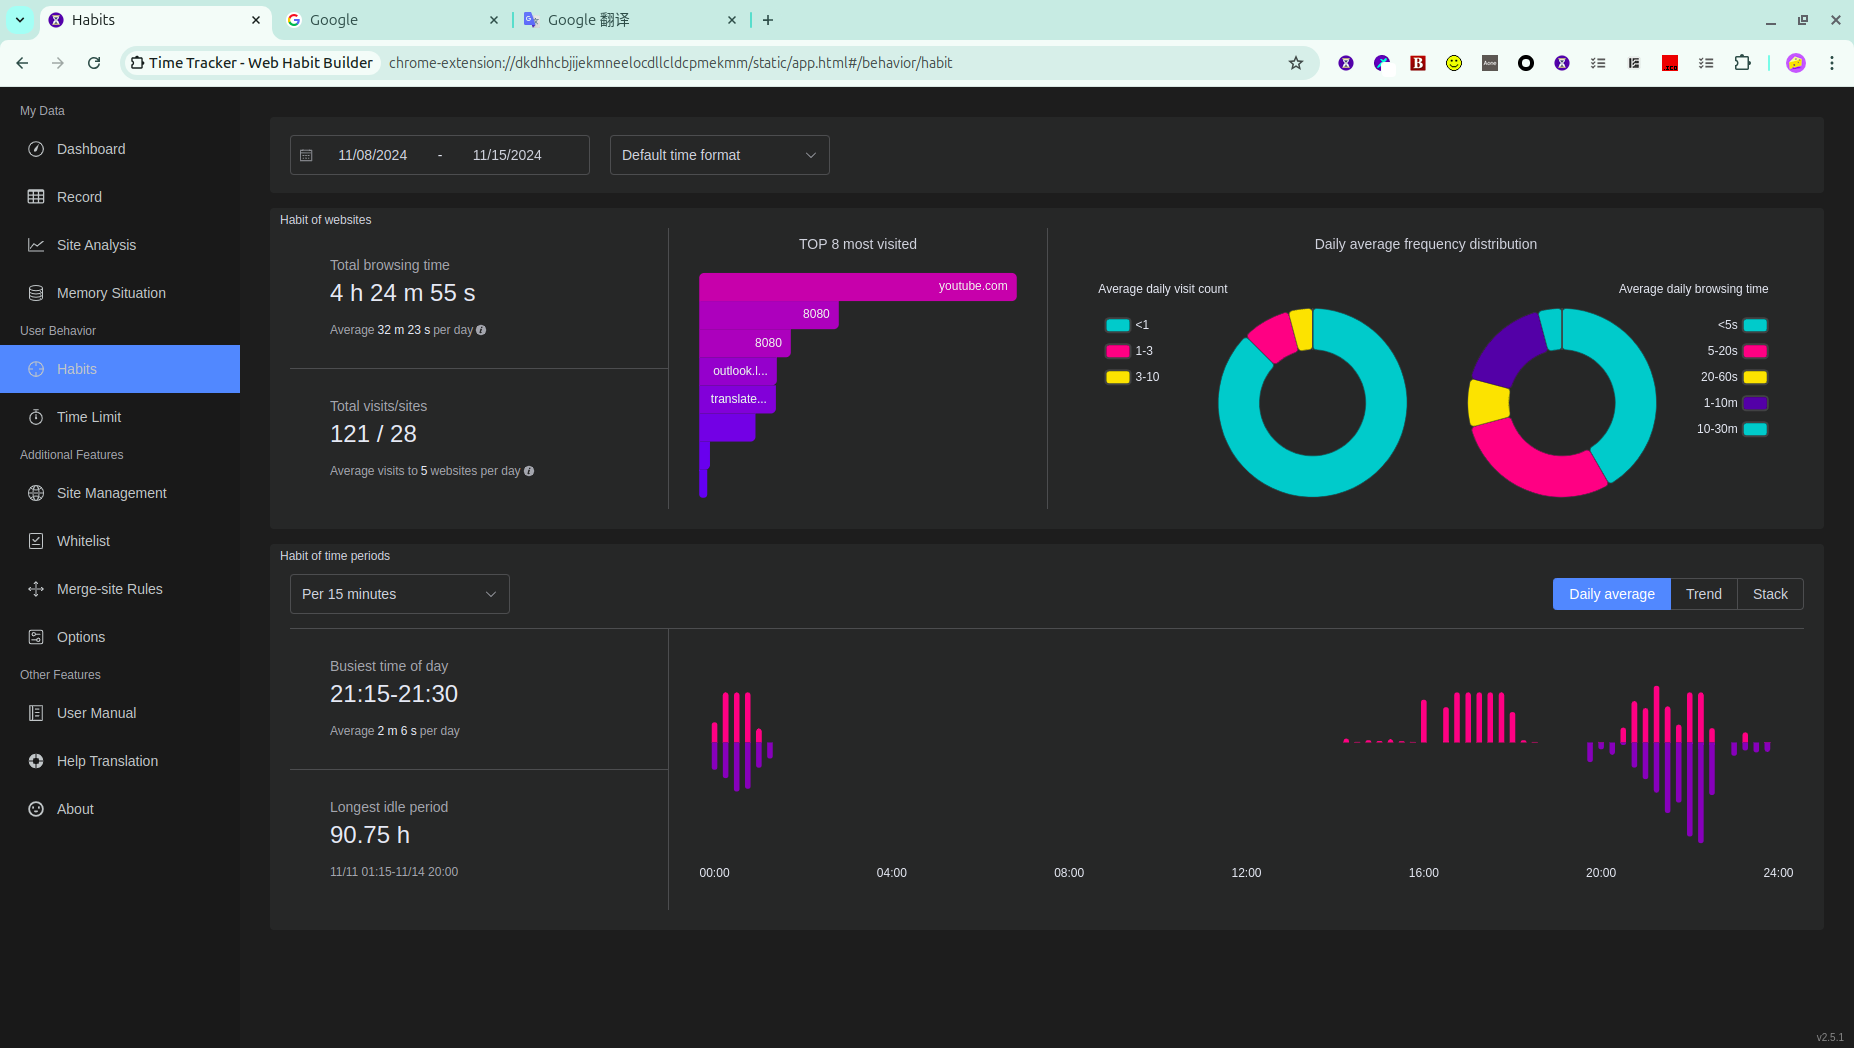 Habits
Google
Google 翻译
Time Tracker - Web Habit Builder
chrome-extension://dkdhhcbjijekmneelocdllcldcpmekmm/static/app.html#/behavior/habit
My Data
Dashboard
Record
Site Analysis
Memory Situation
User Behavior
Habits
Time Limit
Additional Features
Site Management
Whitelist
Merge-site Rules
Options
Other Features
User Manual
Help Translation
About
11/08/2024 - 11/15/2024
Default time format
Habit of websites
Total browsing time
4 h 24 m 55 s
Average 32 m 23 s per day
Total visits/sites
121 / 28
Average visits to 5 websites per day
TOP 8 most visited
youtube.com
8080
8080
outlook.l...
translate...
Daily average frequency distribution
Average daily visit count
<1
1-3
3-10
Average daily browsing time
<5s
5-20s
20-60s
1-10m
10-30m
Habit of time periods
Per 15 minutes
Daily average
Trend
Stack
Busiest time of day
21:15-21:30
Average 2 m 6 s per day
Longest idle period
90.75 h
11/11 01:15-11/14 20:00
00:00 04:00 08:00 12:00 16:00 20:00 24:00
v2.5.1